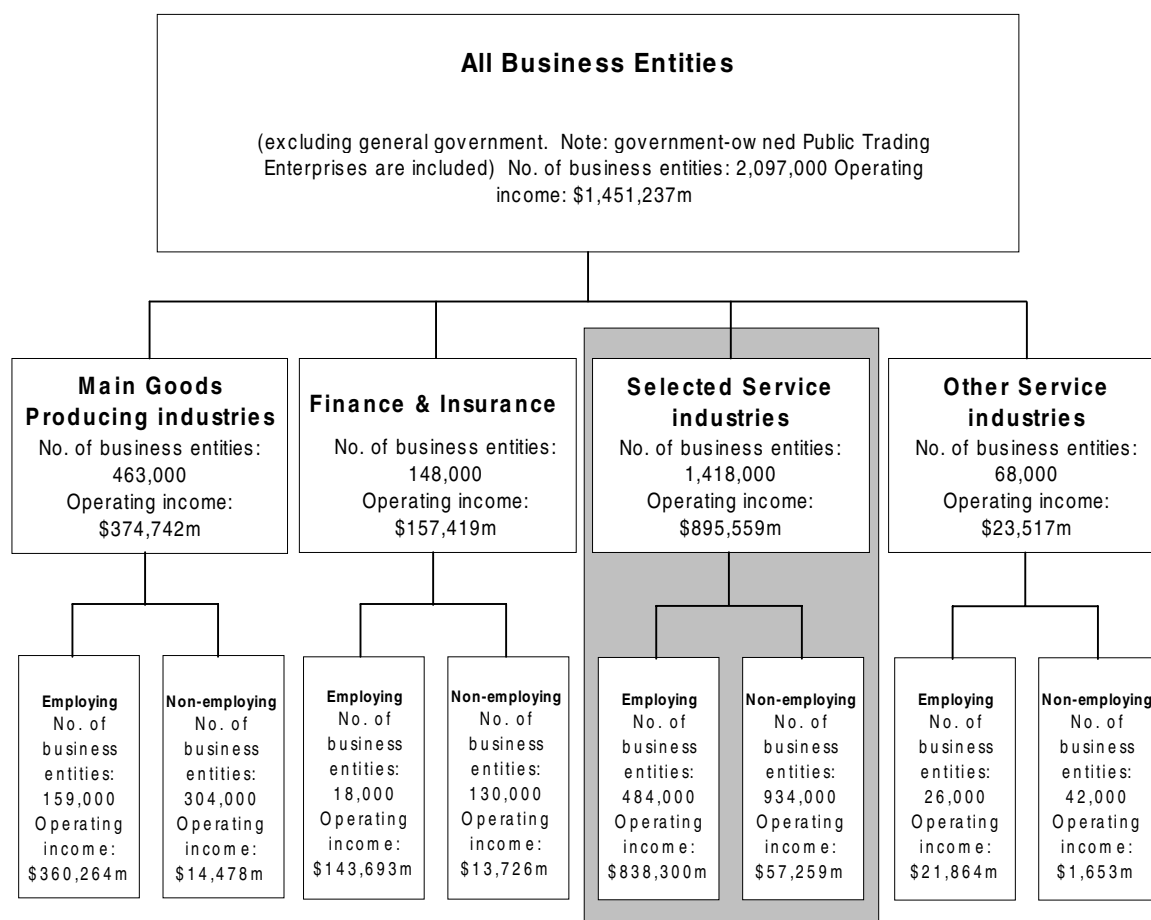 All Business Entities
(excluding general government. Note: government-ow ned Public Trading
Enterprises are included) No. of business entities: 2,097,000 Operating
income: $1,451,237m
Main Goods
Producing industries
No. of business entities:
463,000
Operating income:
$374,742m
Finance & Insurance
No. of business entities:
148,000
Operating income:
$157,419m
Selected Service
industries
No. of business entities:
1,418,000
Operating income:
$895,559m
Other Service
industries
No. of business entities:
68,000
Operating income:
$23,517m
Employing
No. of
business
entities:
159,000
Operating
income:
$360,264m
Non-employing
No. of
business
entities:
304,000
Operating
income:
$14,478m
Employing
No. of
business
entities:
18,000
Operating
income:
$143,693m
Non-employing
No. of
business
entities:
130,000
Operating
income:
$13,726m
Employing
No. of
business
entities:
484,000
Operating
income:
$838,300m
Non-employing
No. of
business
entities:
934,000
Operating
income:
$57,259m
Employing
No. of
business
entities:
26,000
Operating
income:
$21,864m
Non-employing
No. of
business
entities:
42,000
Operating
income:
$1,653m